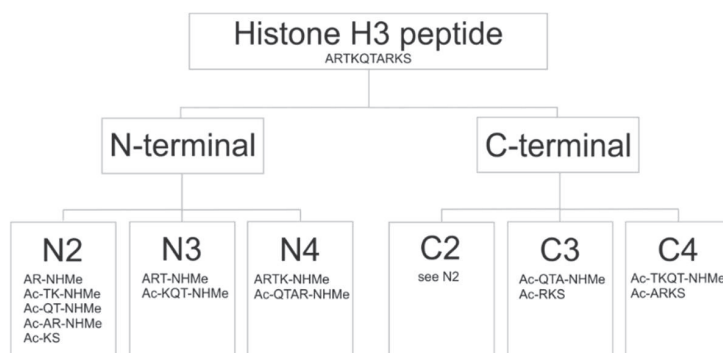 Histone H3 peptide
ARTKQTARKS
N-terminal
C-terminal
N2
AR-NHMe
Ac-TK-NHMe
Ac-QT-NHMe
Ac-AR-NHMe
Ac-KS
N3
ART-NHMe
Ac-KQT-NHMe
N4
ARTK-NHMe
Ac-QTAR-NHMe
C2
see N2
C3
Ac-QTA-NHMe
Ac-RKS
C4
Ac-TKQT-NHMe
Ac-ARKS